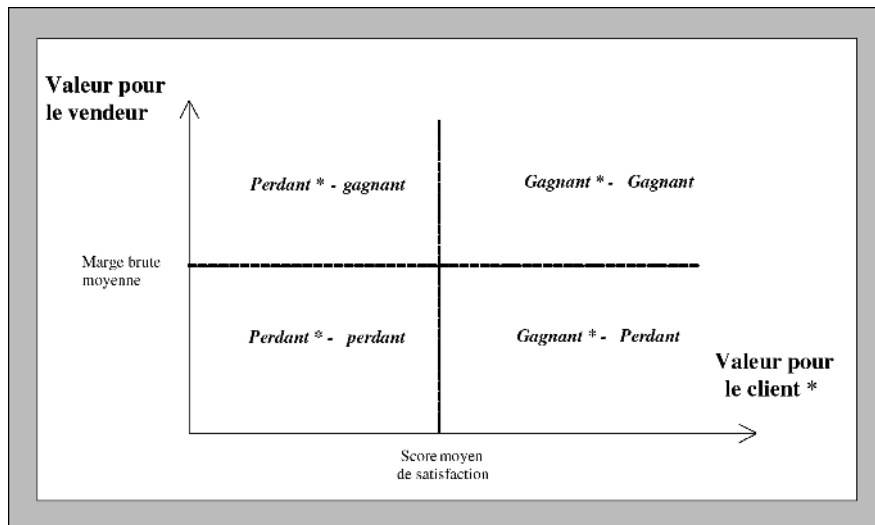 Valeur pour
le vendeur
Perdant * - gagnant
Gagnant * - Gagnant
Marge brute
moyenne
Perdant * - perdant
Gagnant * - Perdant
Valeur pour
le client *
Score moyen
de satisfaction